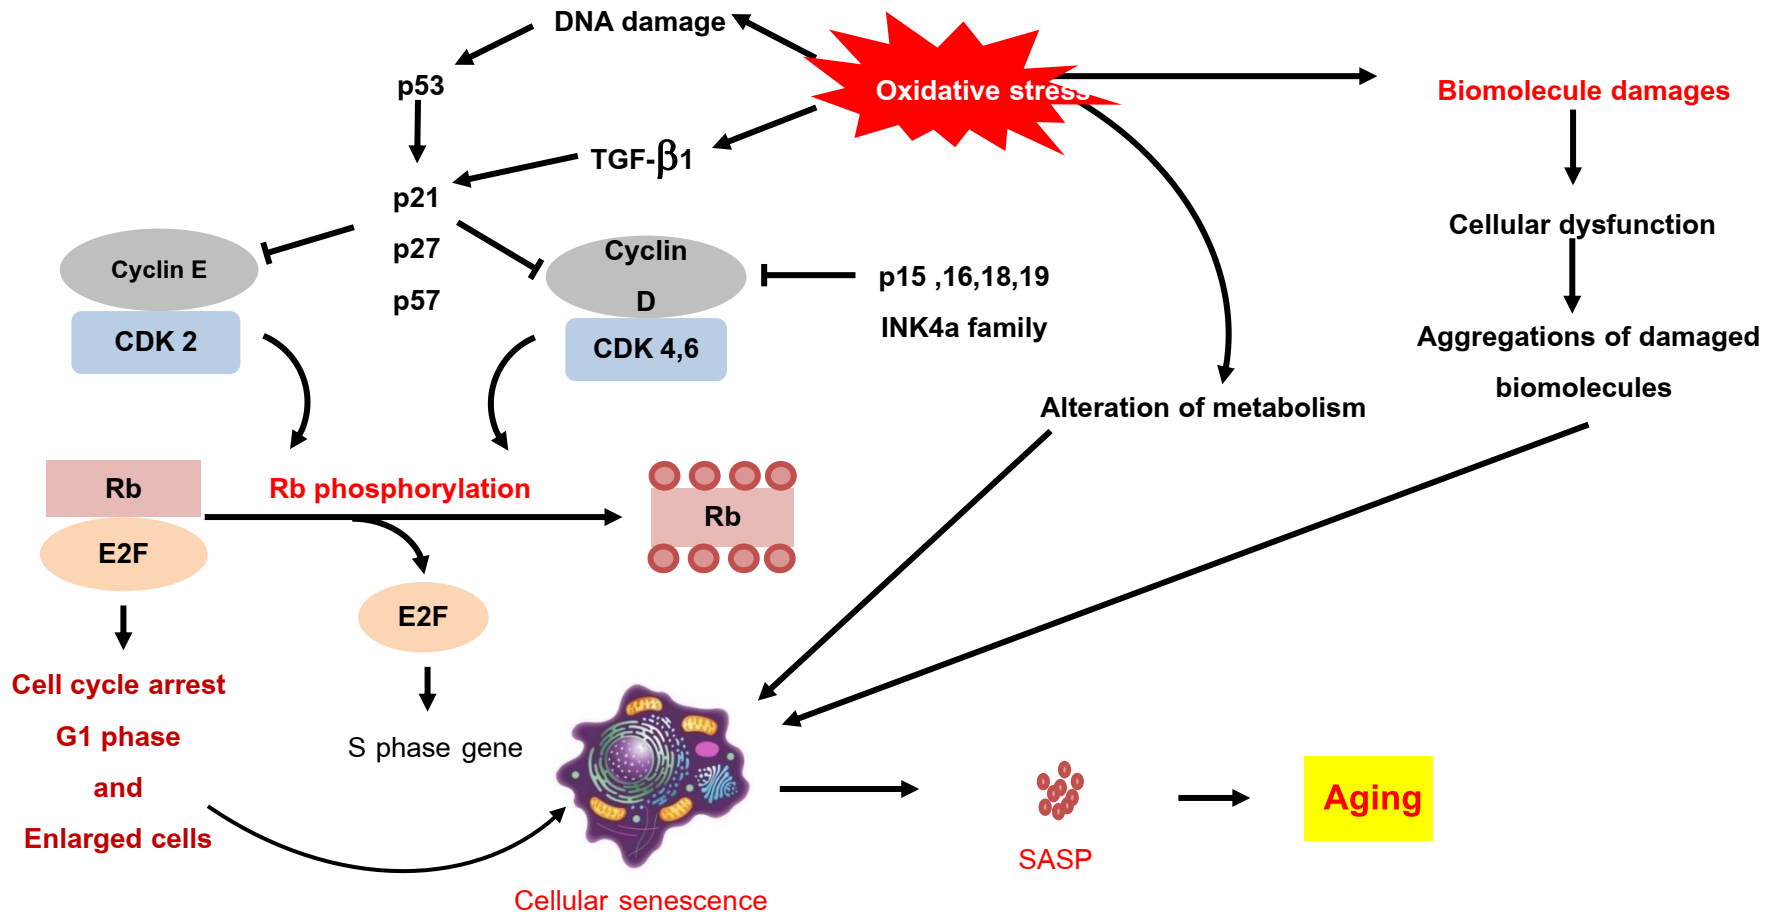 DNA damage
p53
Oxidative stress
Biomolecule damages
TGF-β1
p21
p27
p57
Cyclin E
CDK 2
Cyclin
D
CDK 4,6
p15 ,16,18,19
INK4a family
Cellular dysfunction
Aggregations of damaged
biomolecules
Alteration of metabolism
Rb
E2F
Rb phosphorylation
Rb
E2F
S phase gene
Cell cycle arrest
G1 phase
and
Enlarged cells
Cellular senescence
SASP
Aging